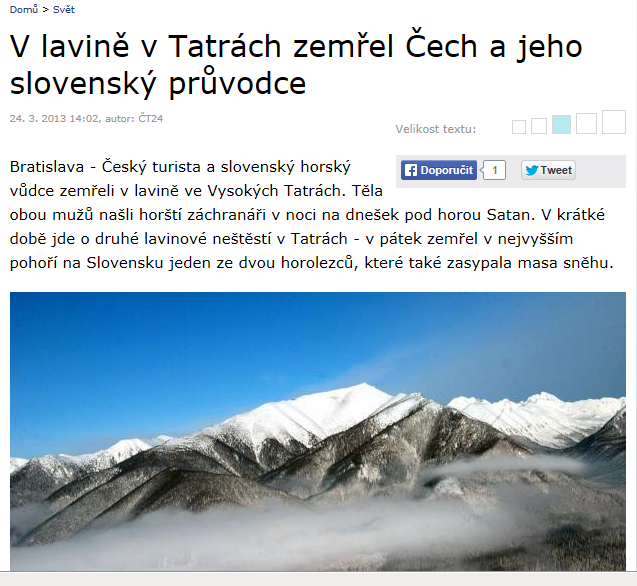 Domů > Svět
V lavině v Tatrách zemřel Čech a jeho
slovenský průvodce
24. 3. 2013 14:02, autor: ČT24
Velikost textu:
Doporučit 1 Tweet
Bratislava - Český turista a slovenský horský
vůdce zemřeli v lavině ve Vysokých Tatrách. Těla
obou mužů našli horští záchranáři v noci na dnešek pod horou Satan. V krátké
době jde o druhé lavinové neštěstí v Tatrách - v pátek zemřel v nejvyšším
pohoří na Slovensku jeden ze dvou horolezců, které také zasypala masa sněhu.